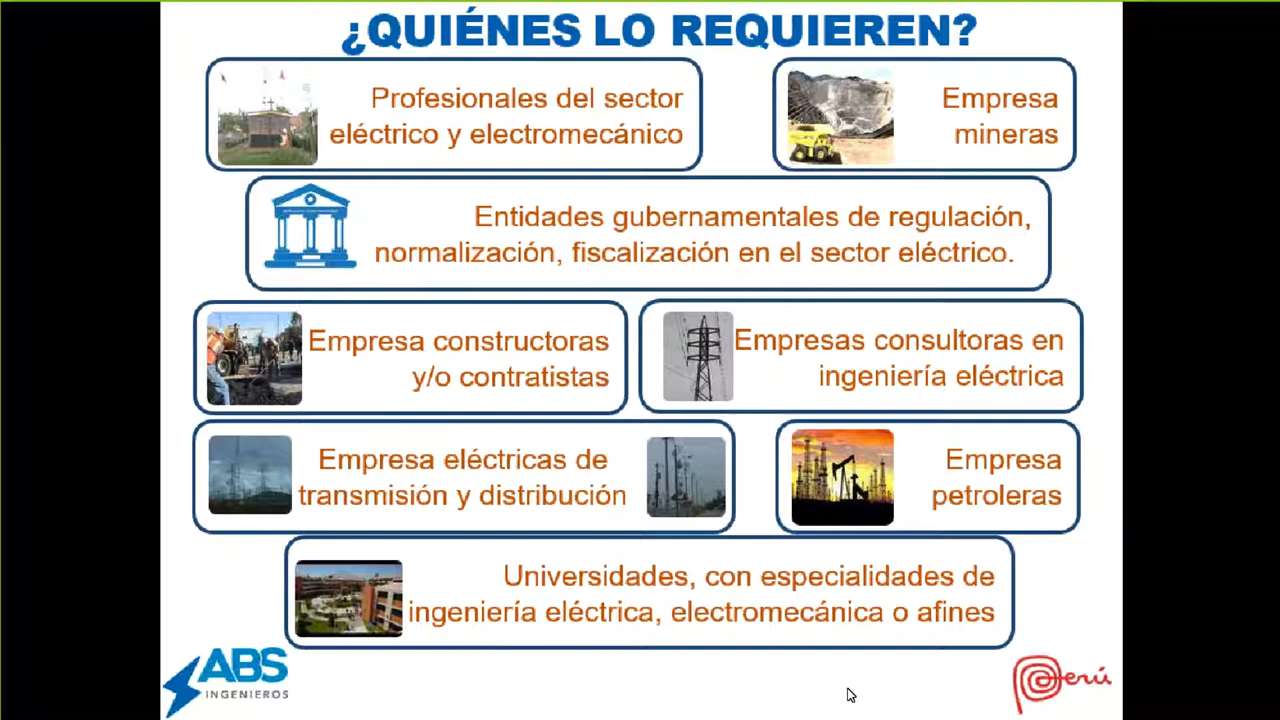 ¿QUIÉNES LO REQUIEREN?
Profesionales del sector
eléctrico y electromecánico
Empresa
mineras
Entidades gubernamentales de regulación,
normalización, fiscalización en el sector eléctrico.
Empresa constructoras
y/o contratistas
Empresas consultoras en
ingeniería eléctrica
Empresa eléctricas de
transmisión y distribución
Empresa
petroleras
Universidades, con especialidades de
ingeniería eléctrica, electromecánica o afines
ABS
INGENIEROS
Perú